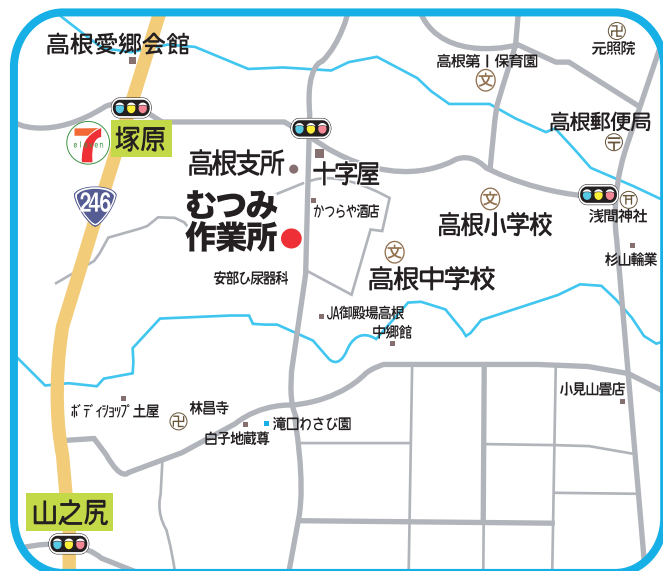 高根愛郷会館
元照院
高根第Ⅰ保育園
文
塚原
7
eleven
高根郵便局
〒
高根支所
十字屋
246
むつみ
作業所
かつらや酒店
文
高根小学校
浅間神社
文
高根中学校
杉山輪業
安部ひ尿器科
JA御殿場高根
中郷館
小見山畳店
ボディショップ 土屋
林昌寺
白子地蔵尊
滝口わさび園
山之尻